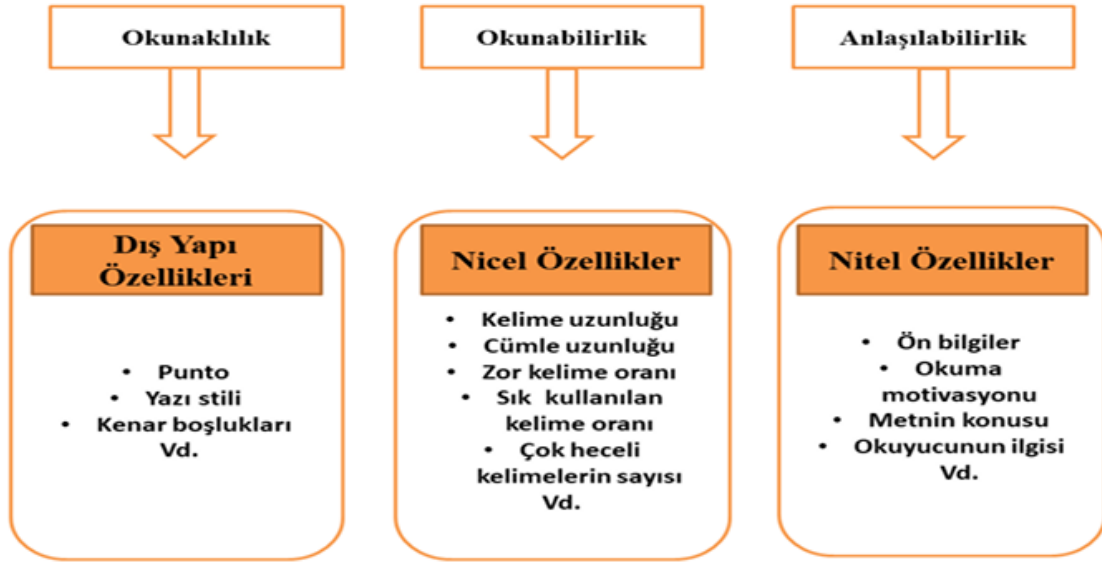 Okunaklılık
Okunabilirlik
Anlaşılabilirlik
Dış Yapı
Özellikleri
• Punto
• Yazı stili
• Kenar boşlukları
Vd.
Nicel Özellikler
• Kelime uzunluğu
• Cümle uzunluğu
• Zor kelime oranı
• Sık kullanılan
kelime oranı
• Çok heceli
kelimelerin sayısı
Vd.
Nitel Özellikler
• Ön bilgiler
• Okuma
motivasyonu
• Metnin konusu
• Okuyucunun ilgisi
Vd.